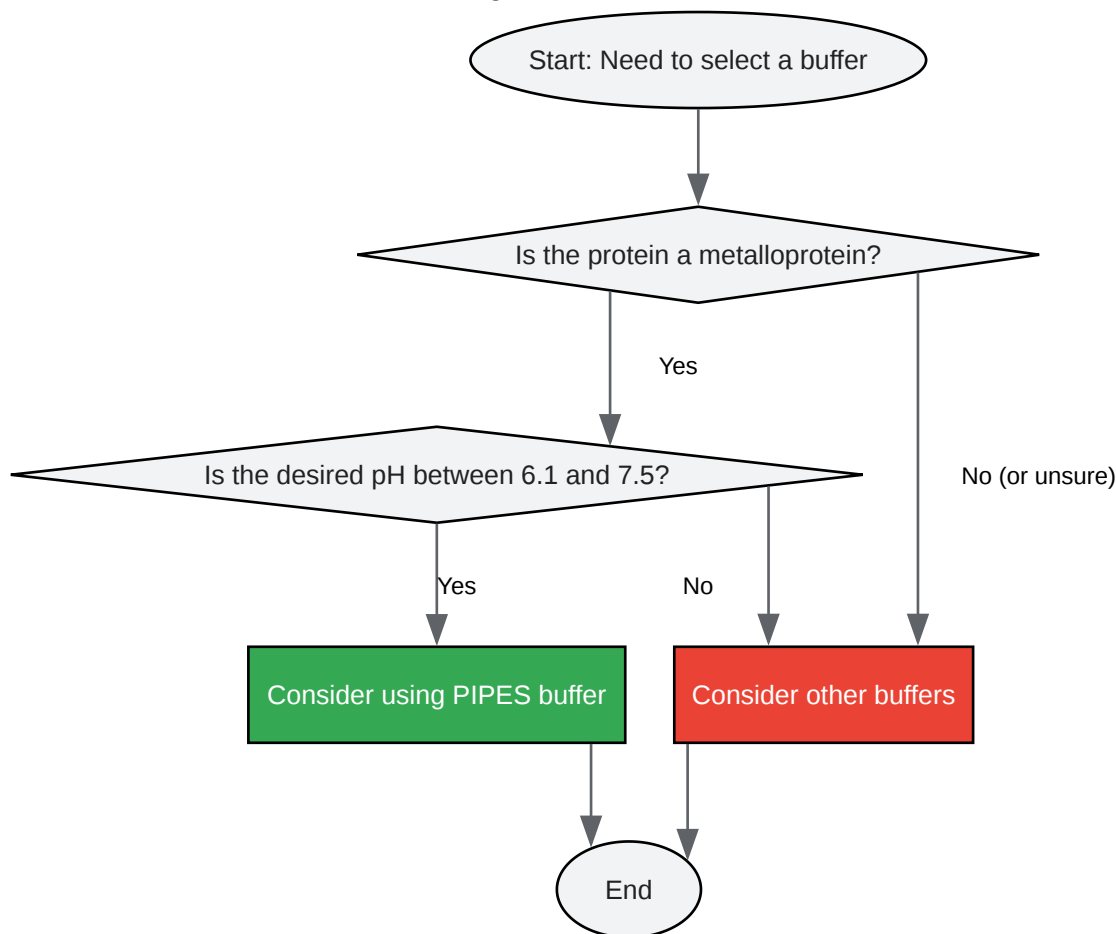 Start: Need to select a buffer
Is the protein a metalloprotein?
Yes
Is the desired pH between 6.1 and 7.5?
No (or unsure)
Yes
No
Consider using PIPES buffer
Consider other buffers
End